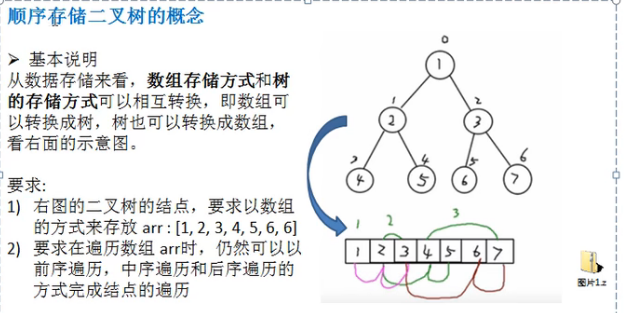 顺序存储二叉树的概念
➢ 基本说明
从数据存储来看，数组存储方式和树
的存储方式可以相互转换，即数组可
以转换成树，树也可以转换成数组，
看右面的示意图。
要求:
1) 右图的二叉树的结点，要求以数组
的方式来存放 arr : [1, 2, 3, 4, 5, 6, 6]
2) 要求在遍历数组 arr时，仍然可以以
前序遍历，中序遍历和后序遍历的
方式完成结点的遍历
0
1
1 2
2 3
3 4 5 6
4 5 6 7
1 2 3
1 2 3 4 5 6 7
图片1.z